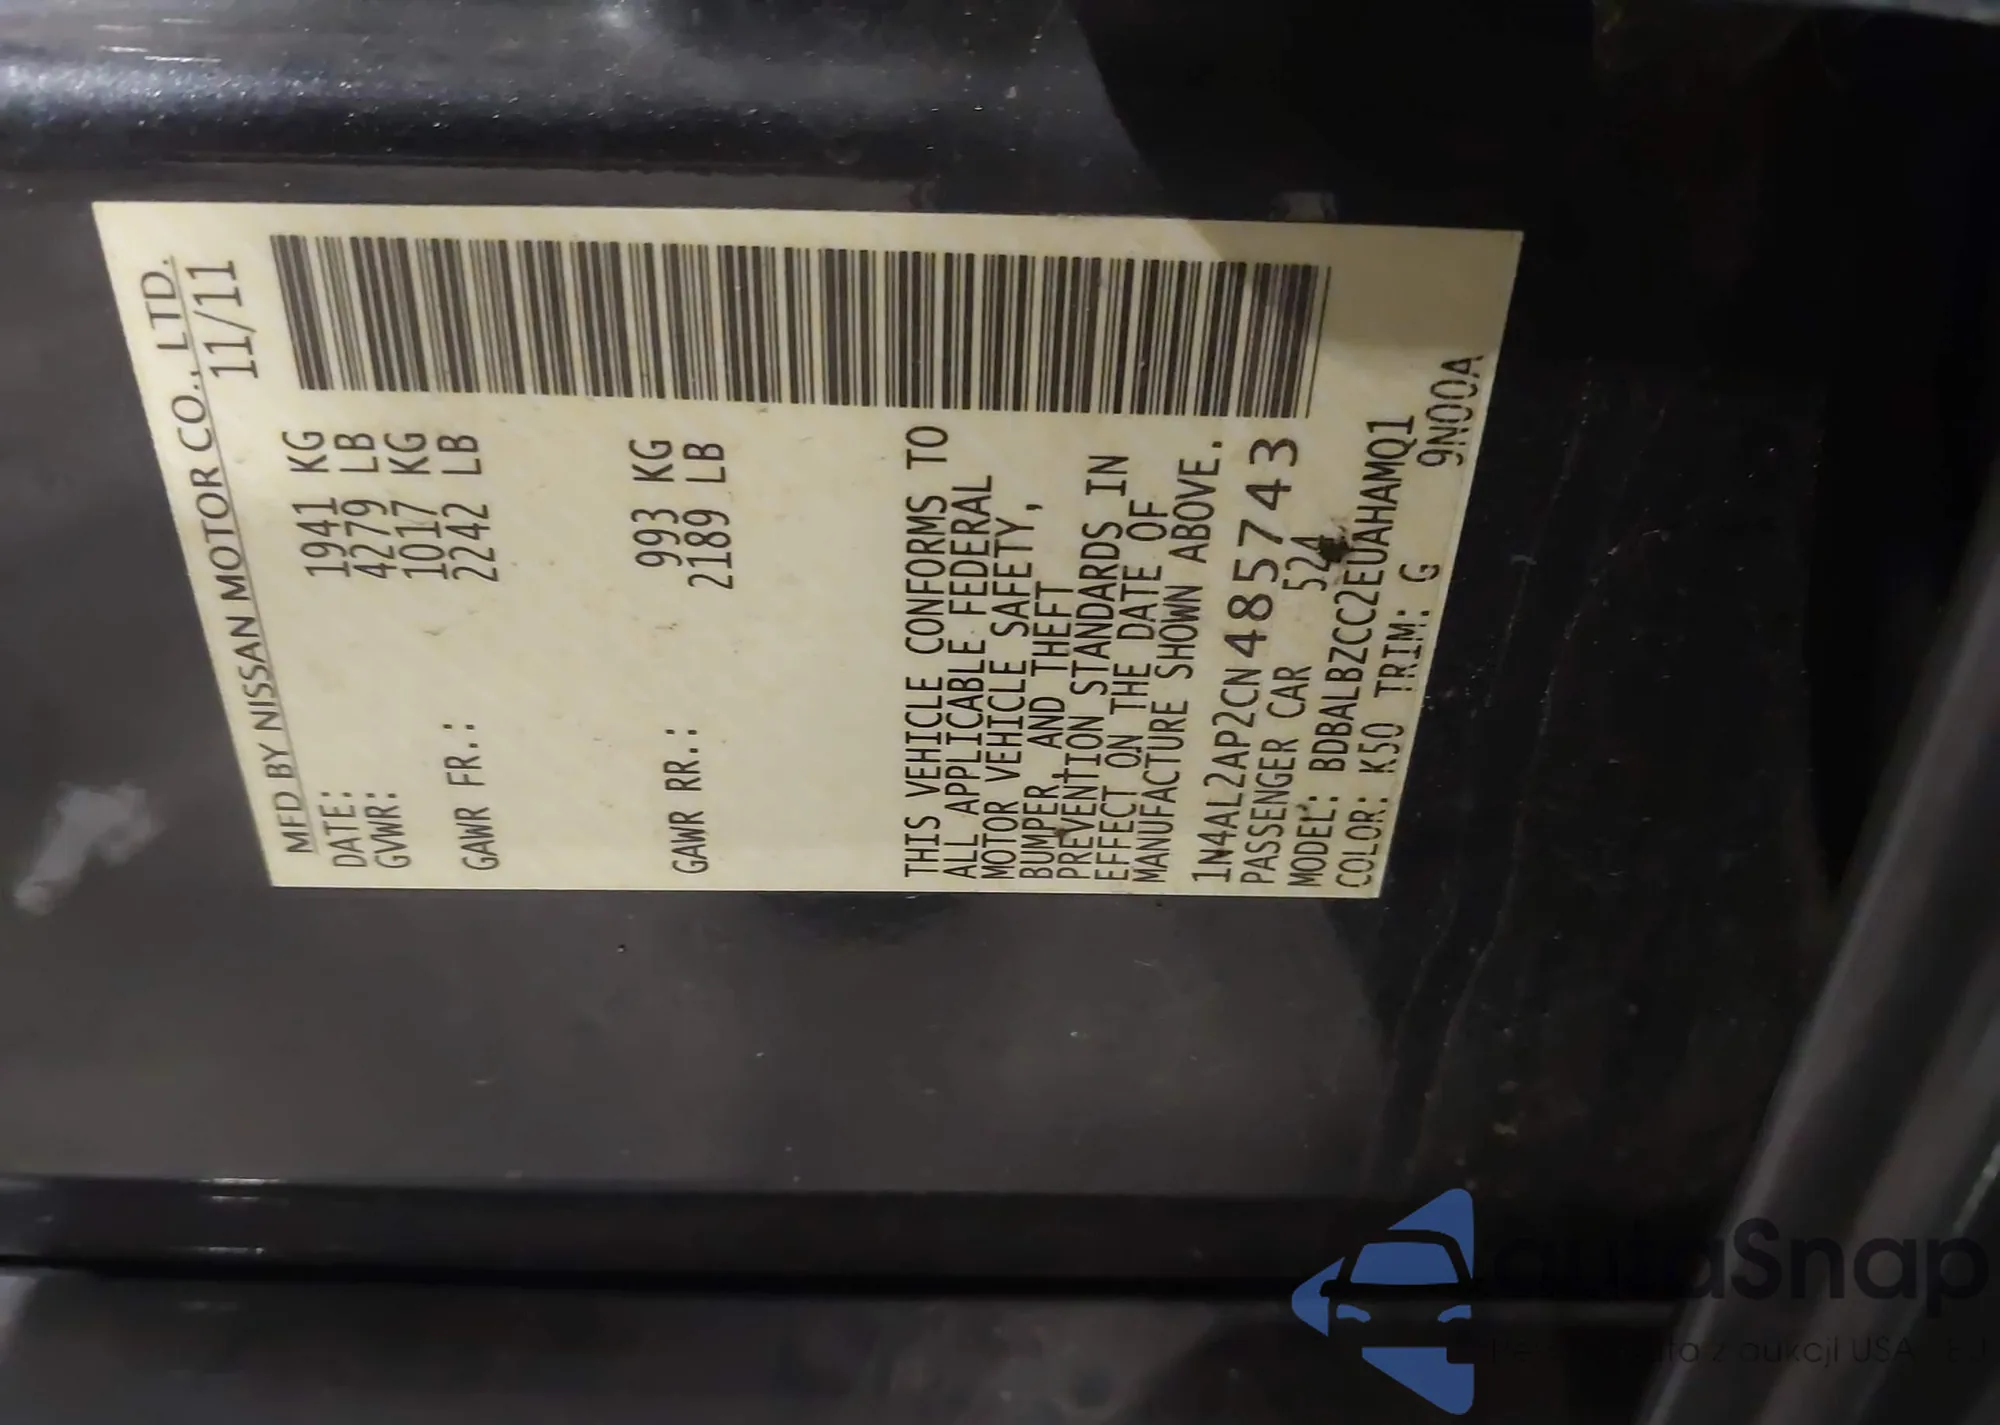 MFD BY NISSAN MOTOR CO., LTD.
DATE: 11/11
GVWR: 1941 KG
4279 LB
GAWR FR.: 1017 KG
2242 LB
GAWR RR.: 993 KG
2189 LB
THIS VEHICLE CONFORMS TO
ALL APPLICABLE FEDERAL
MOTOR VEHICLE SAFETY,
BUMPER, AND THEFT
PREVENTION STANDARDS IN
EFFECT ON THE DATE OF
MANUFACTURE SHOWN ABOVE.
1N4AL2AP2CN485743
PASSENGER CAR 524
MODEL: BDBALBZCC2EUAHAMQ1
COLOR: K50 TRIM: G 9N00A
autoSnap
z aukcji USA